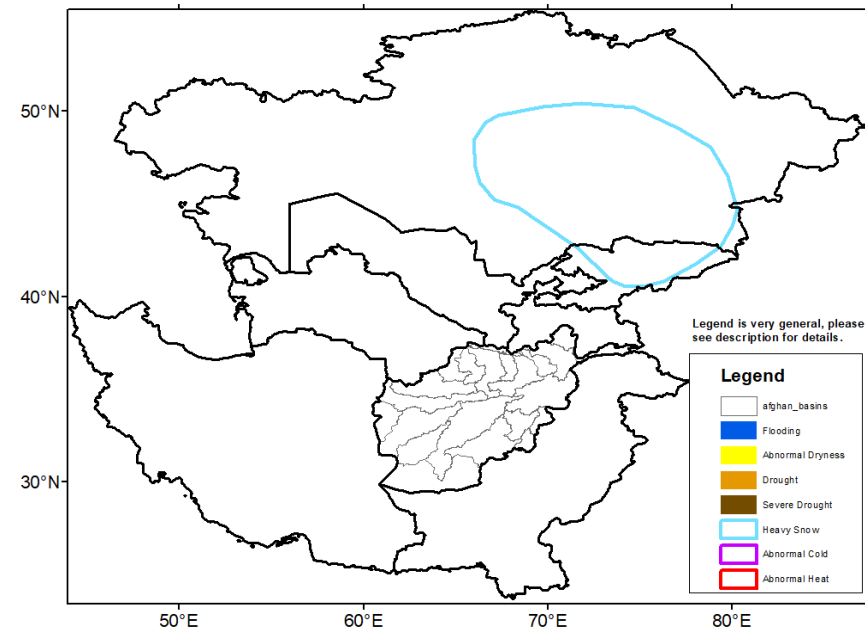 50°N
40°N
30°N
Legend is very general, please
see description for details.
Legend
afghan_basins
Flooding
Abnormal Dryness
Drought
Severe Drought
Heavy Snow
Abnormal Cold
Abnormal Heat
50°E
60°E
70°E
80°E